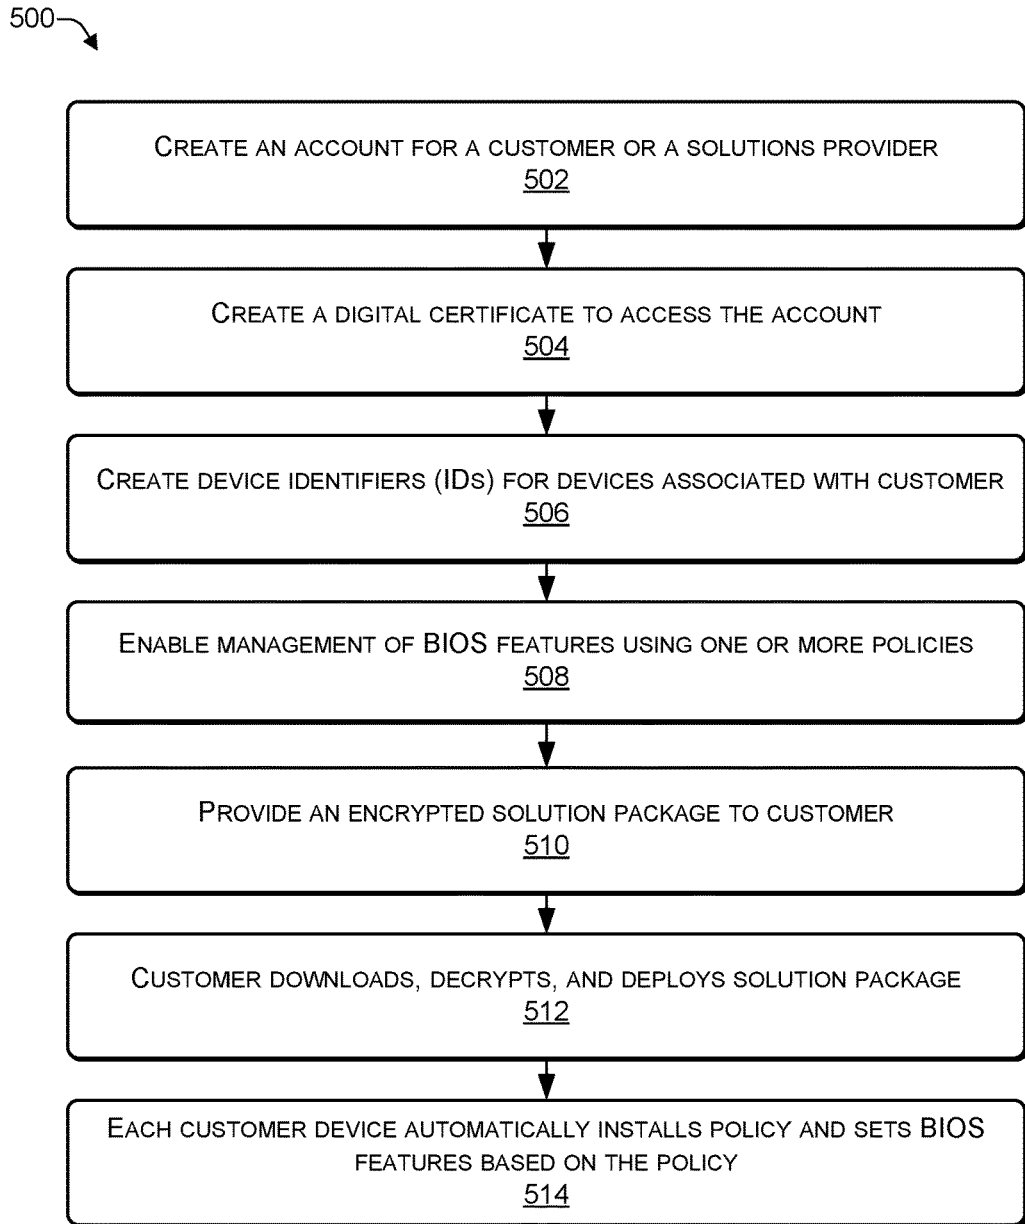 500
CREATE AN ACCOUNT FOR A CUSTOMER OR A SOLUTIONS PROVIDER
502
CREATE A DIGITAL CERTIFICATE TO ACCESS THE ACCOUNT
504
CREATE DEVICE IDENTIFIERS (IDs) FOR DEVICES ASSOCIATED WITH CUSTOMER
506
ENABLE MANAGEMENT OF BIOS FEATURES USING ONE OR MORE POLICIES
508
PROVIDE AN ENCRYPTED SOLUTION PACKAGE TO CUSTOMER
510
CUSTOMER DOWNLOADS, DECRYPTS, AND DEPLOYS SOLUTION PACKAGE
512
EACH CUSTOMER DEVICE AUTOMATICALLY INSTALLS POLICY AND SETS BIOS
FEATURES BASED ON THE POLICY
514